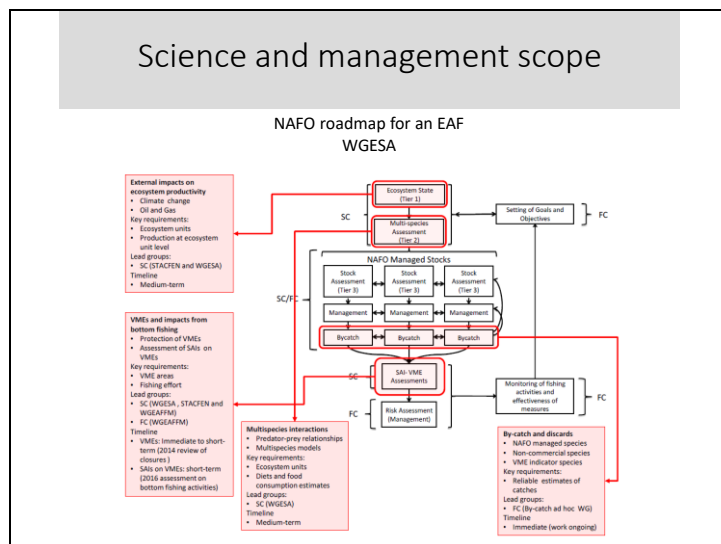 Science and management scope
NAFO roadmap for an EAF
WGESA
External impacts on
ecosystem productivity
• Climate change
• Oil and Gas
Key requirements:
• Ecosystem units
• Production at ecosystem
unit level
Lead groups:
• SC (STACFEN and WGESA)
Timeline
• Medium-term
VMEs and impacts from
bottom fishing
• Protection of VMEs
• Assessment of SAIs on
VMEs
Key requirements:
• VME areas
• Fishing effort
Lead groups:
• SC (WGESA , STACFEN and
WGEAFFM)
• FC (WGEAFFM)
Timeline
• VMEs: Immediate to short-
term (2014 review of
closures )
• SAIs on VMEs: short-term
(2016 assessment on
bottom fishing activities)
Multispecies interactions
• Predator-prey relationships
• Multispecies models
Key requirements:
• Ecosystem units
• Diets and food
consumption estimates
Lead groups:
• SC (WGESA)
Timeline
• Medium-term
SC
Ecosystem State
(Tier 1)
Multi-species
Assessment
(Tier 2)
Setting of Goals and
Objectives
FC
NAFO Managed Stocks
SC/FC
Stock
Assessment
(Tier 3)
Stock
Assessment
(Tier 3)
Stock
Assessment
(Tier 3)
Management
Management
Management
Bycatch
Bycatch
Bycatch
SC
SAI- VME
Assessments
FC
Risk Assessment
(Management)
Monitoring of fishing
activities and
effectiveness of
measures
FC
By-catch and discards
• NAFO managed species
• Non-commercial species
• VME indicator species
Key requirements:
• Reliable estimates of
catches
Lead groups:
• FC (By-catch ad hoc WG)
Timeline
• Immediate (work ongoing)